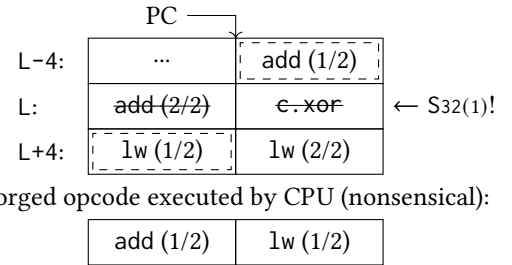 PC
L-4: ... add (1/2)
L: add (2/2) c.xor ← S32(1)!
L+4: lw (1/2) lw (2/2)
orged opcode executed by CPU (nonsensical):
add (1/2) lw (1/2)